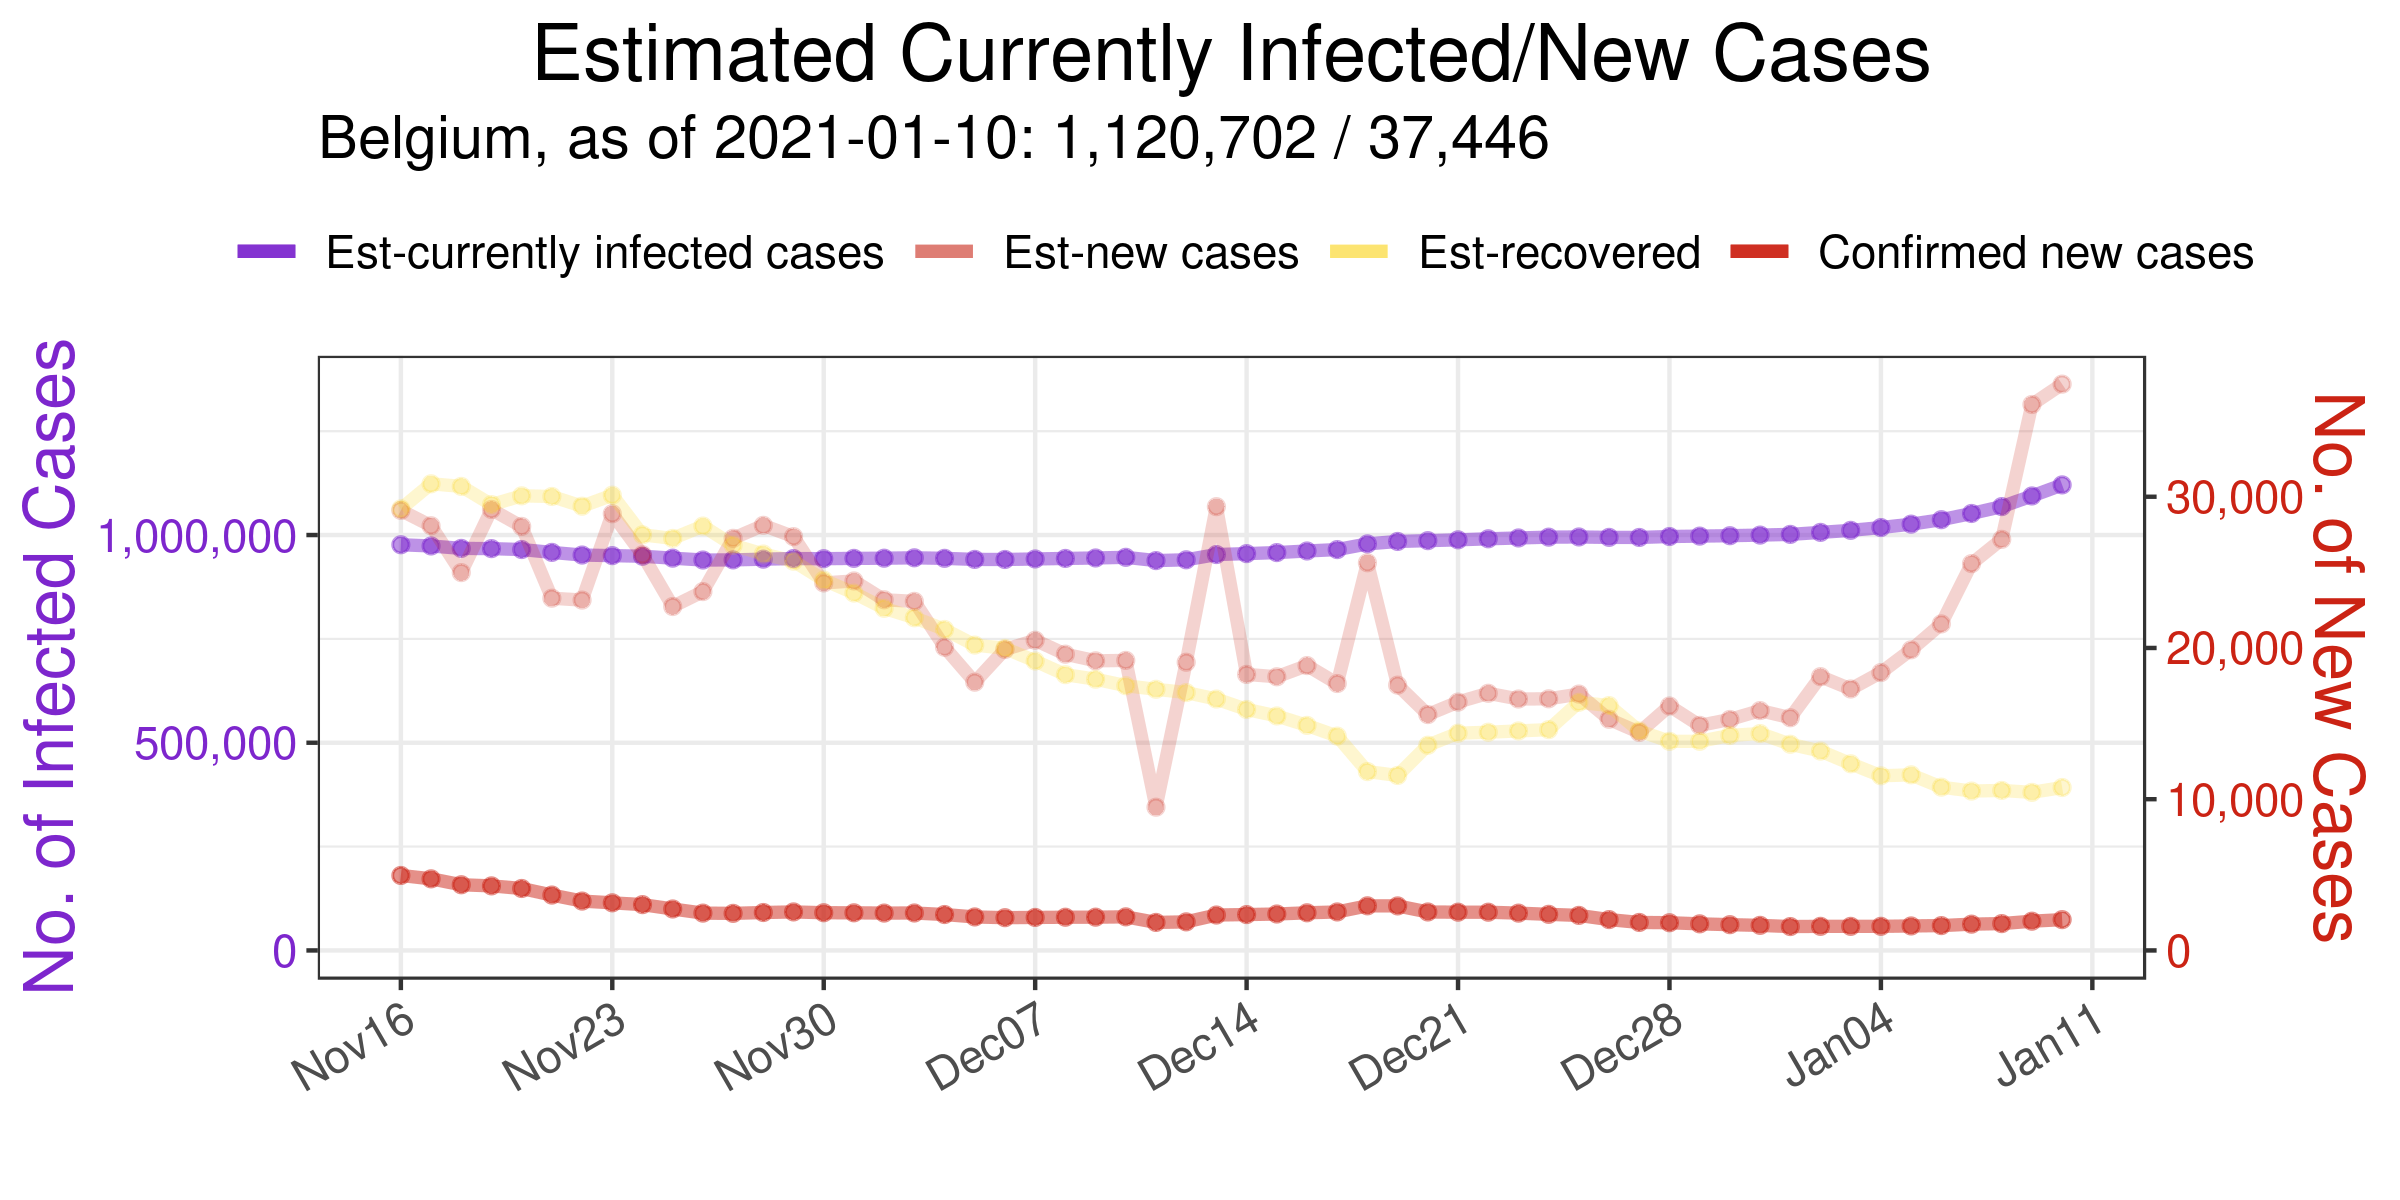 Estimated Currently Infected/New Cases
Belgium, as of 2021-01-10: 1,120,702 / 37,446
Est-currently infected cases Est-new cases Est-recovered Confirmed new cases
No. of Infected Cases
1,000,000
500,000
0
30,000
20,000
10,000
0
No. of New Cases
Nov16 Nov23 Nov30 Dec07 Dec14 Dec21 Dec28 Jan04 Jan11